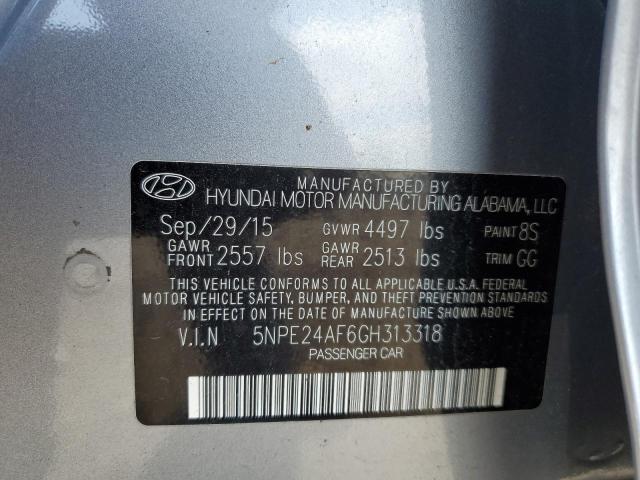 MANUFACTURED BY
HYUNDAI MOTOR MANUFACTURING ALABAMA, LLC
Sep/29/15 GVWR 4497 lbs PAINT 8S
GAWR FRONT 2557 lbs GAWR REAR 2513 lbs TRIM GG
THIS VEHICLE CONFORMS TO ALL APPLICABLE U.S.A. FEDERAL
MOTOR VEHICLE SAFETY, BUMPER, AND THEFT PREVENTION STANDARDS
IN EFFECT ON THE DATE OF MANUFACTURE SHOWN ABOVE.
V.I.N 5NPE24AF6GH313318
PASSENGER CAR